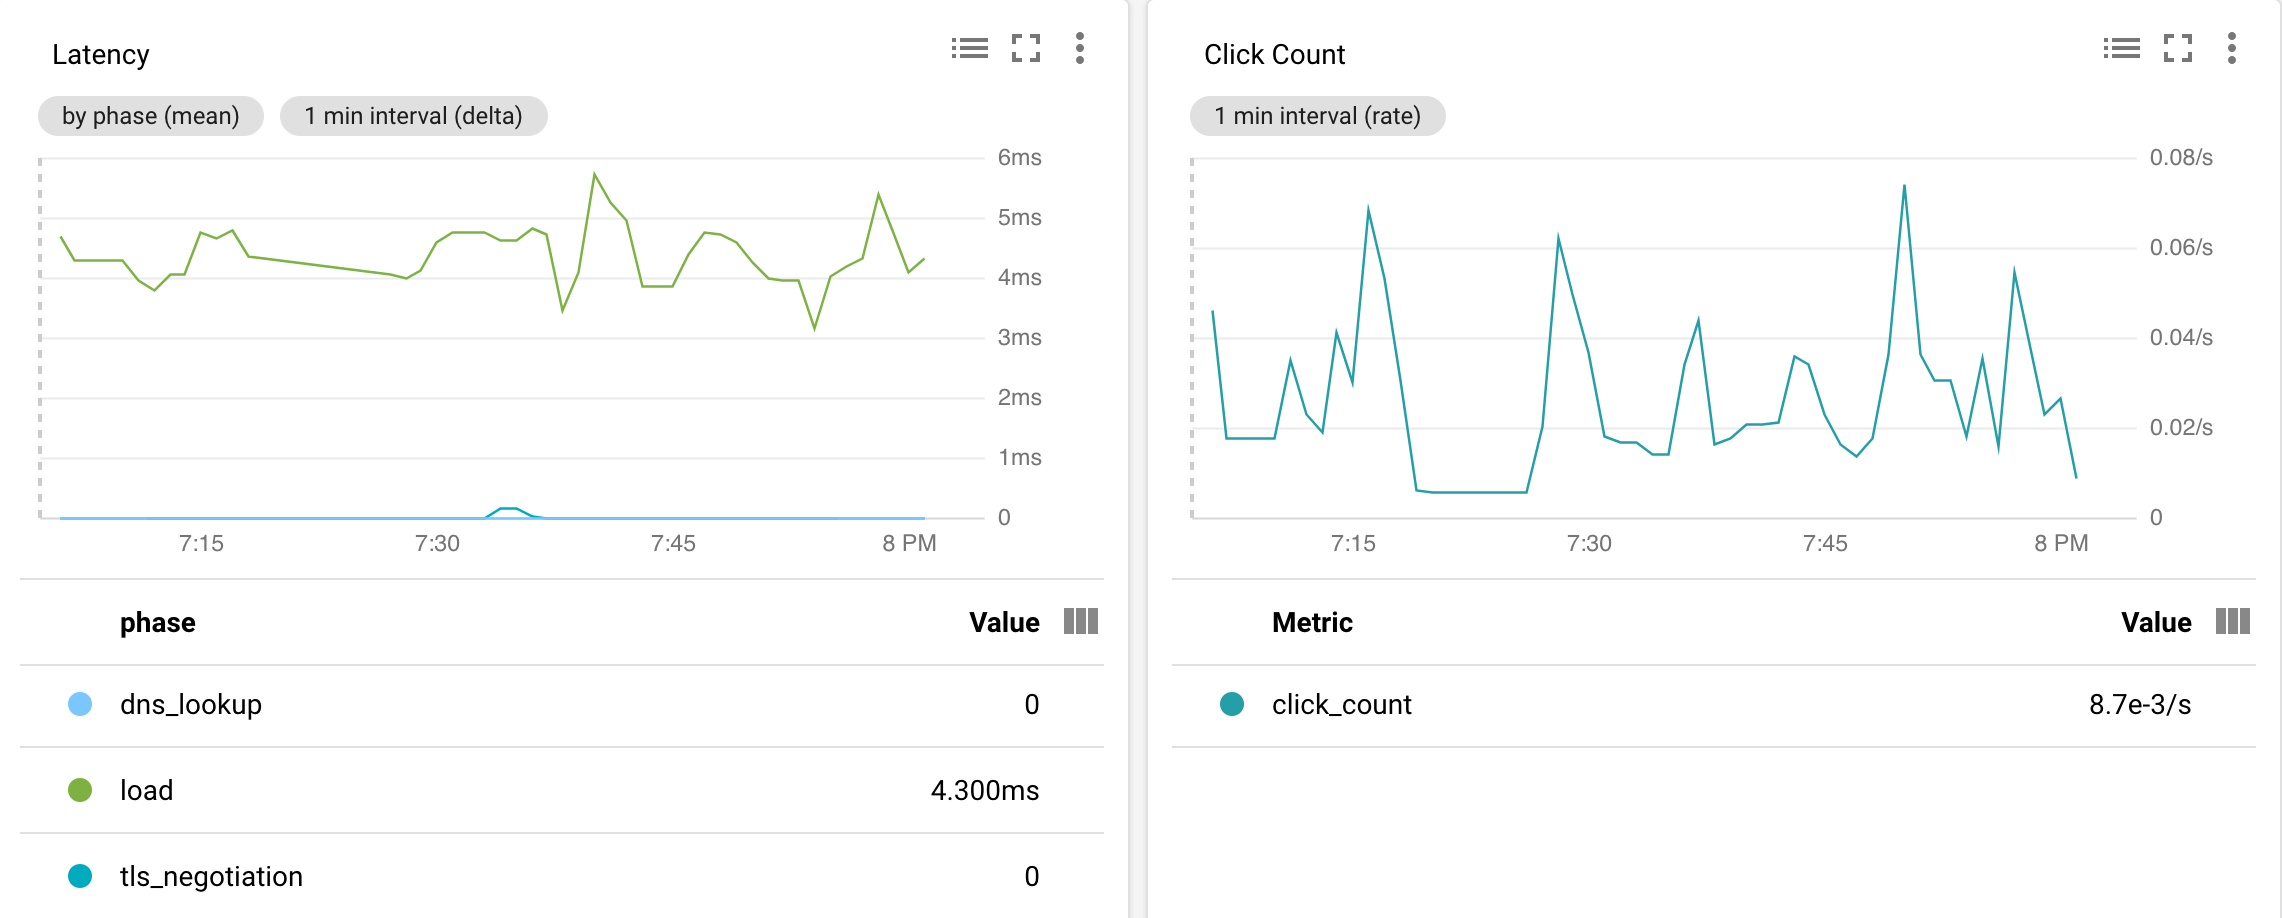 Latency
by phase (mean) 1 min interval (delta)
6ms
5ms
4ms
3ms
2ms
1ms
0
7:15 7:30 7:45 8 PM
phase Value
dns_lookup 0
load 4.300ms
tls_negotiation 0
Click Count
1 min interval (rate)
0.08/s
0.06/s
0.04/s
0.02/s
0
7:15 7:30 7:45 8 PM
Metric Value
click_count 8.7e-3/s